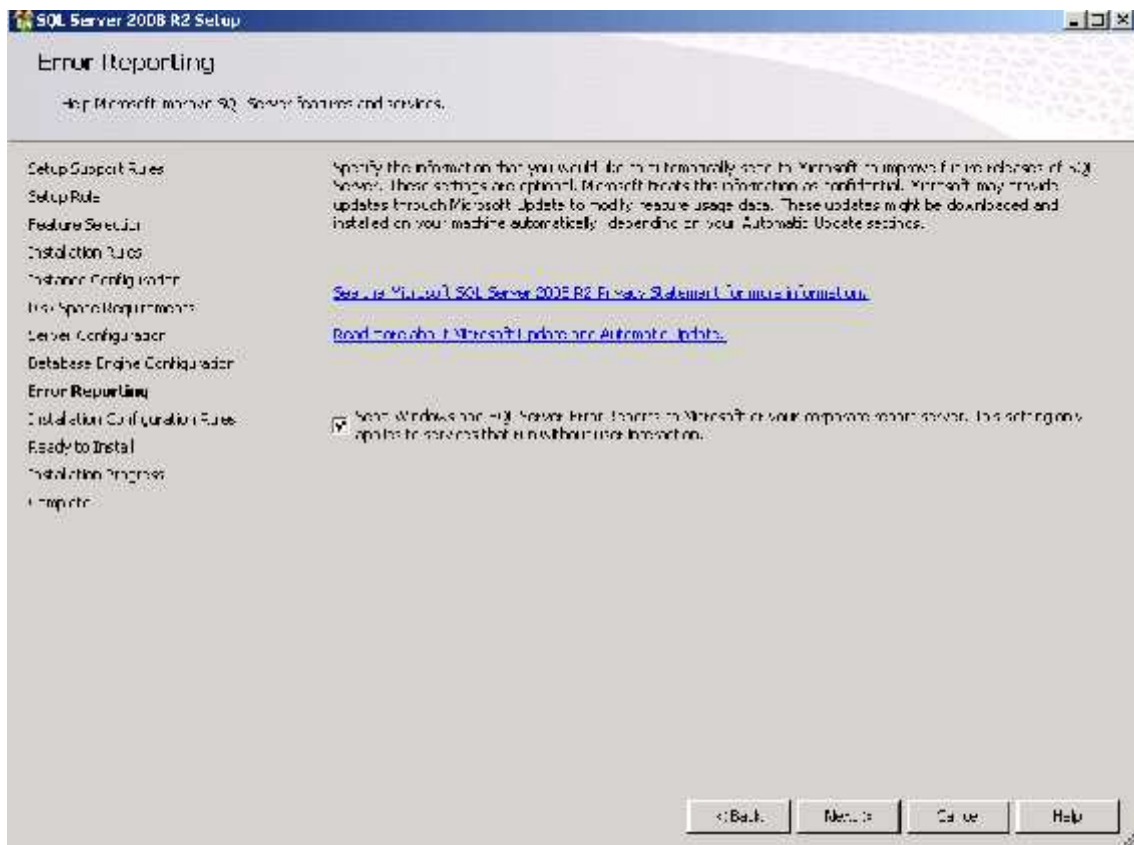 SQL Server 2008 R2 Setup
Error Reporting
Help Microsoft improve SQL Server features and services.
Setup Support Rules
Setup Role
Feature Selection
Installation Rules
Instance Configuration
Disk Space Requirements
Server Configuration
Database Engine Configuration
Error Reporting
Installation Configuration Rules
Ready to Install
Installation Progress
Complete
Specify the information that you would like to automatically send to Microsoft to improve future releases of SQL
Server. These settings are optional. Microsoft treats this information as confidential. Microsoft may provide
updates through Microsoft Update to modify feature usage data. These updates might be downloaded and
installed on your machine automatically, depending on your Automatic Update settings.
See the Microsoft SQL Server 2008 R2 Privacy Statement for more information.
Read more about Microsoft Update and Automatic Update.
Send Windows and SQL Server Error Reports to Microsoft or your corporate report server. This setting only
applies to services that run without user interaction.
< Back
Next >
Cancel
Help